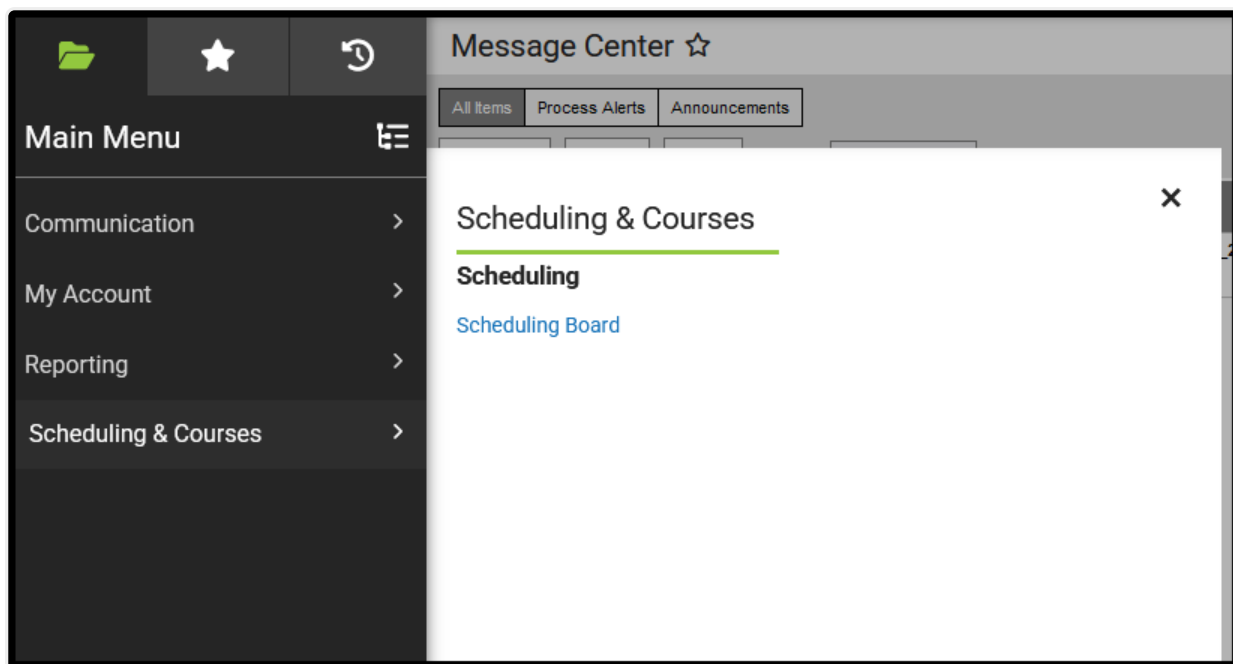 Message Center
All Items Process Alerts Announcements
Main Menu
Communication
My Account
Reporting
Scheduling & Courses
Scheduling & Courses
Scheduling
Scheduling Board